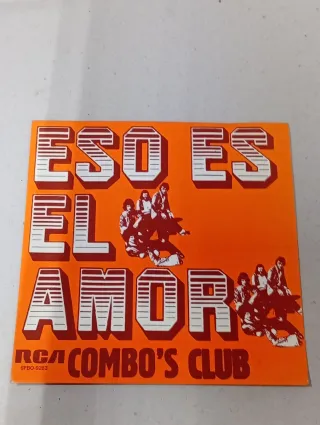 ESO ES
EL
AMOR
RCA COMBO'S CLUB